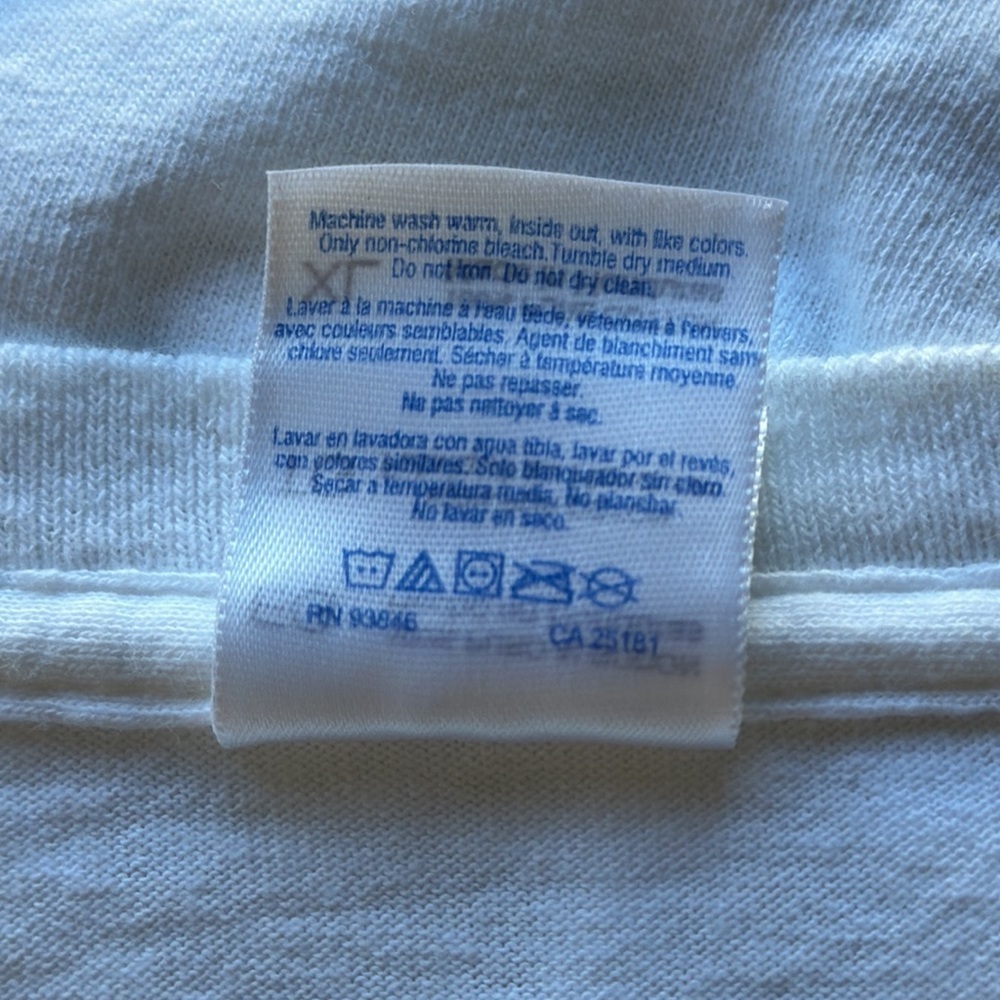 Machine wash warm, inside out, with like colors.
Only non-chlorine bleach.Tumble dry medium.
Do not iron. Do not dry clean.
Laver à la machine à l'eau tiède, vêtement à l'envers,
avec couleurs semblables, Agent de blanchiment sans
chlore seulement. Sécher à température moyenne.
Ne pas repasser.
Ne pas nettoyer à sec.
Lavar en lavadora con agua tibia, lavar por el revés,
con colores similares. Solo blanqueador sin cloro.
Secar a temperatura media. No planchar.
No lavar en seco.
RN 93846
CA 25181